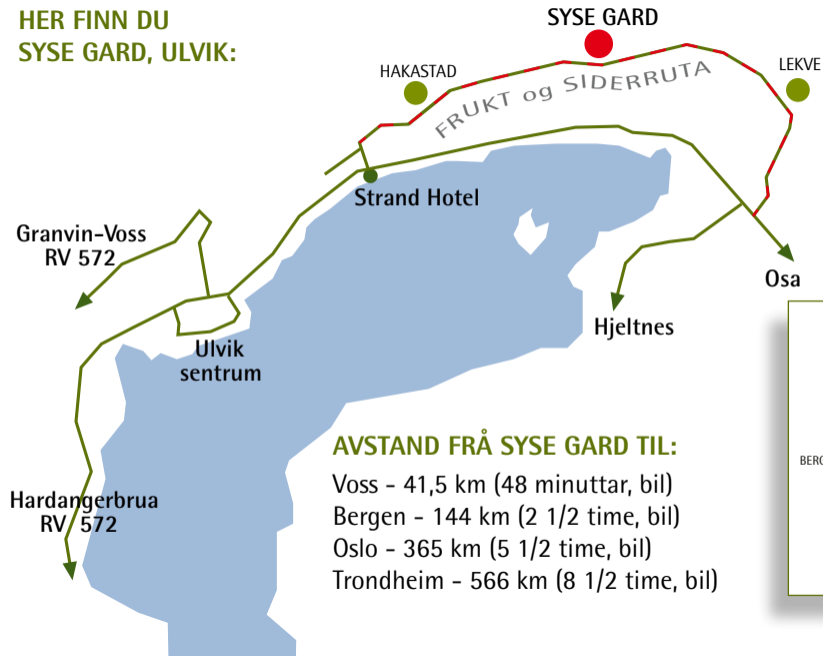 HER FINN DU
SYSE GARD, ULVIK:
SYSE GARD
HAKASTAD
LEKVE
FRUKT og SIDERRUTA
Strand Hotel
Granvin-Voss
RV 572
Osa
Hjeltnes
Ulvik
sentrum
AVSTAND FRÅ SYSE GARD TIL:
Voss - 41,5 km (48 minuttar, bil)
Bergen - 144 km (2 1/2 time, bil)
Oslo - 365 km (5 1/2 time, bil)
Trondheim - 566 km (8 1/2 time, bil)
Hardangerbrua
RV 572